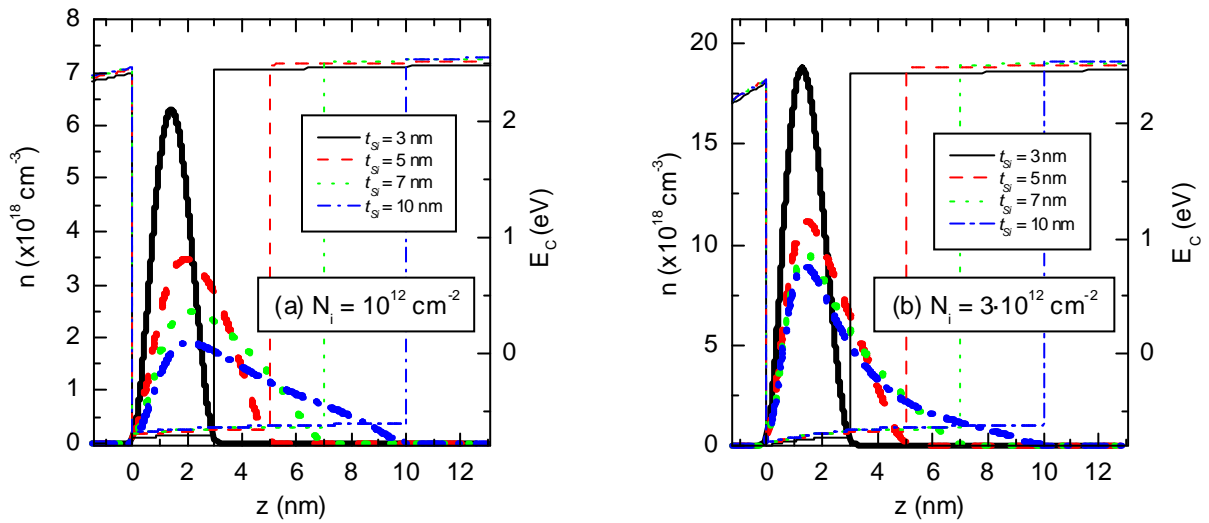 8
7
6
5
4
3
2
1
0
n (x10^18 cm^-3)
2
1
0
E_C (eV)
t_Si = 3 nm
t_Si = 5 nm
t_Si = 7 nm
t_Si = 10 nm
(a) N_i = 10^12 cm^-2
0 2 4 6 8 10 12
z (nm)
20
18
15
13
10
8
5
3
0
n (x10^18 cm^-3)
2
1
0
E_C (eV)
t_Si = 3 nm
t_Si = 5 nm
t_Si = 7 nm
t_Si = 10 nm
(b) N_i = 3·10^12 cm^-2
0 2 4 6 8 10 12
z (nm)